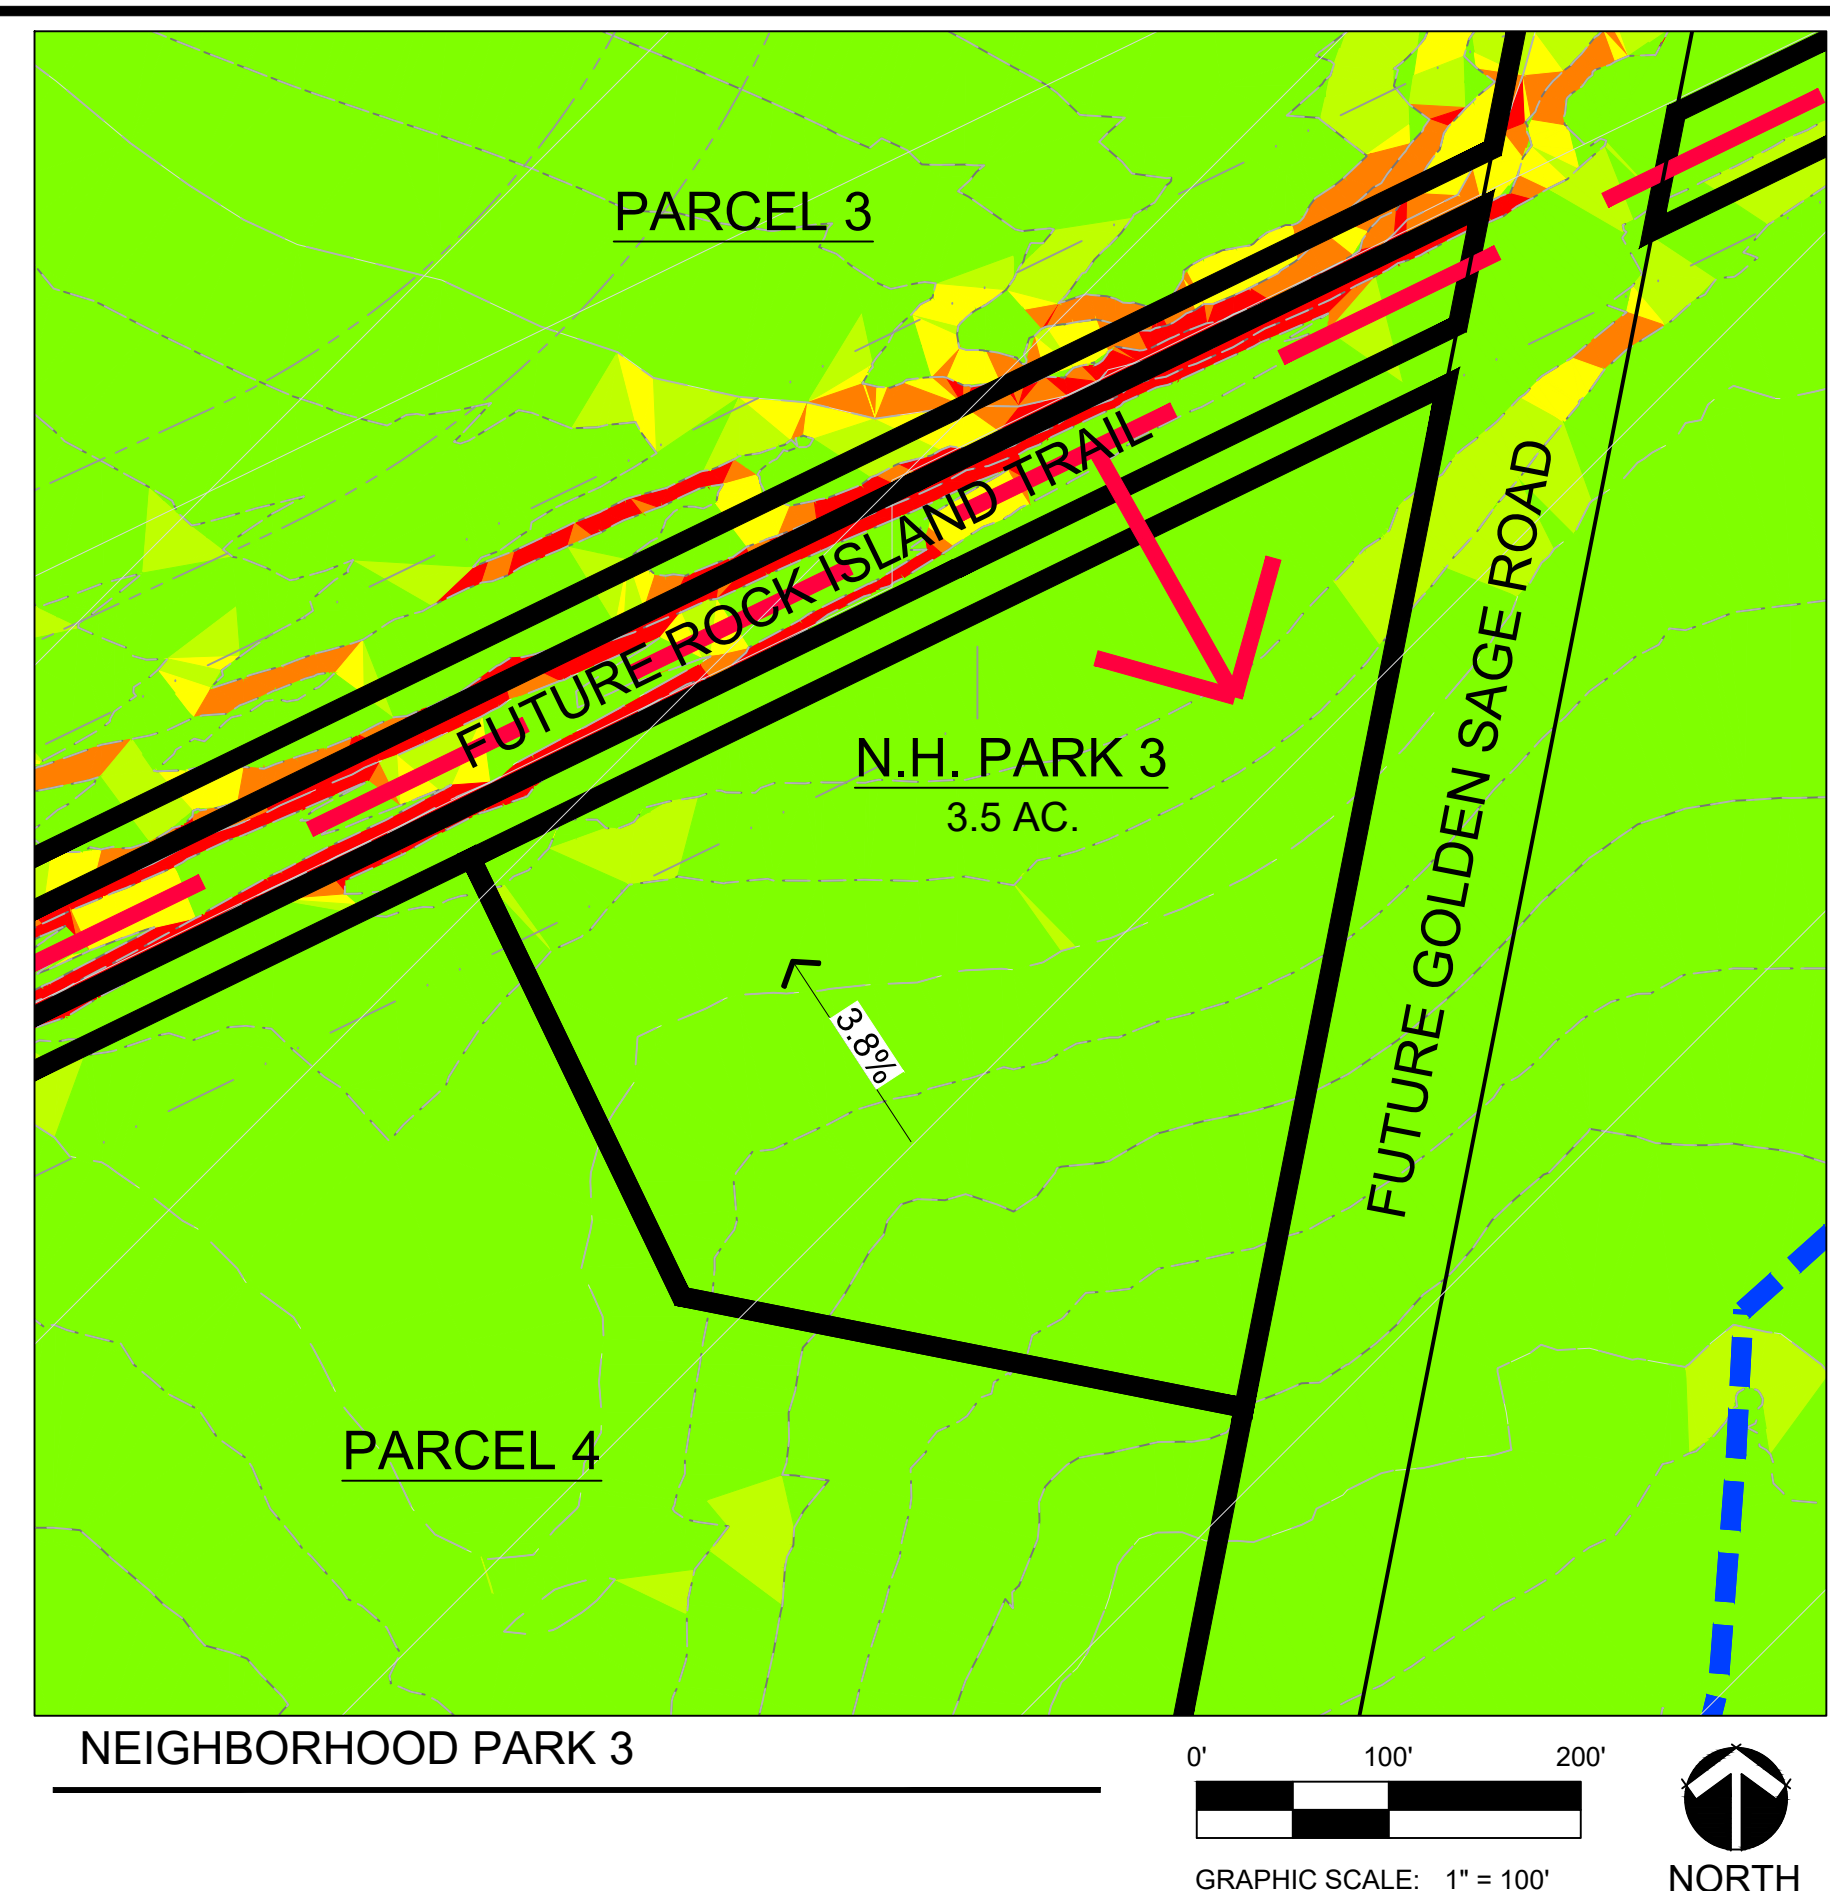 PARCEL 3
FUTURE ROCK ISLAND TRAIL
FUTURE GOLDEN SAGE ROAD
N.H. PARK 3
3.5 AC.
3.8%
PARCEL 4
NEIGHBORHOOD PARK 3
0' 100' 200'
GRAPHIC SCALE: 1" = 100'
NORTH